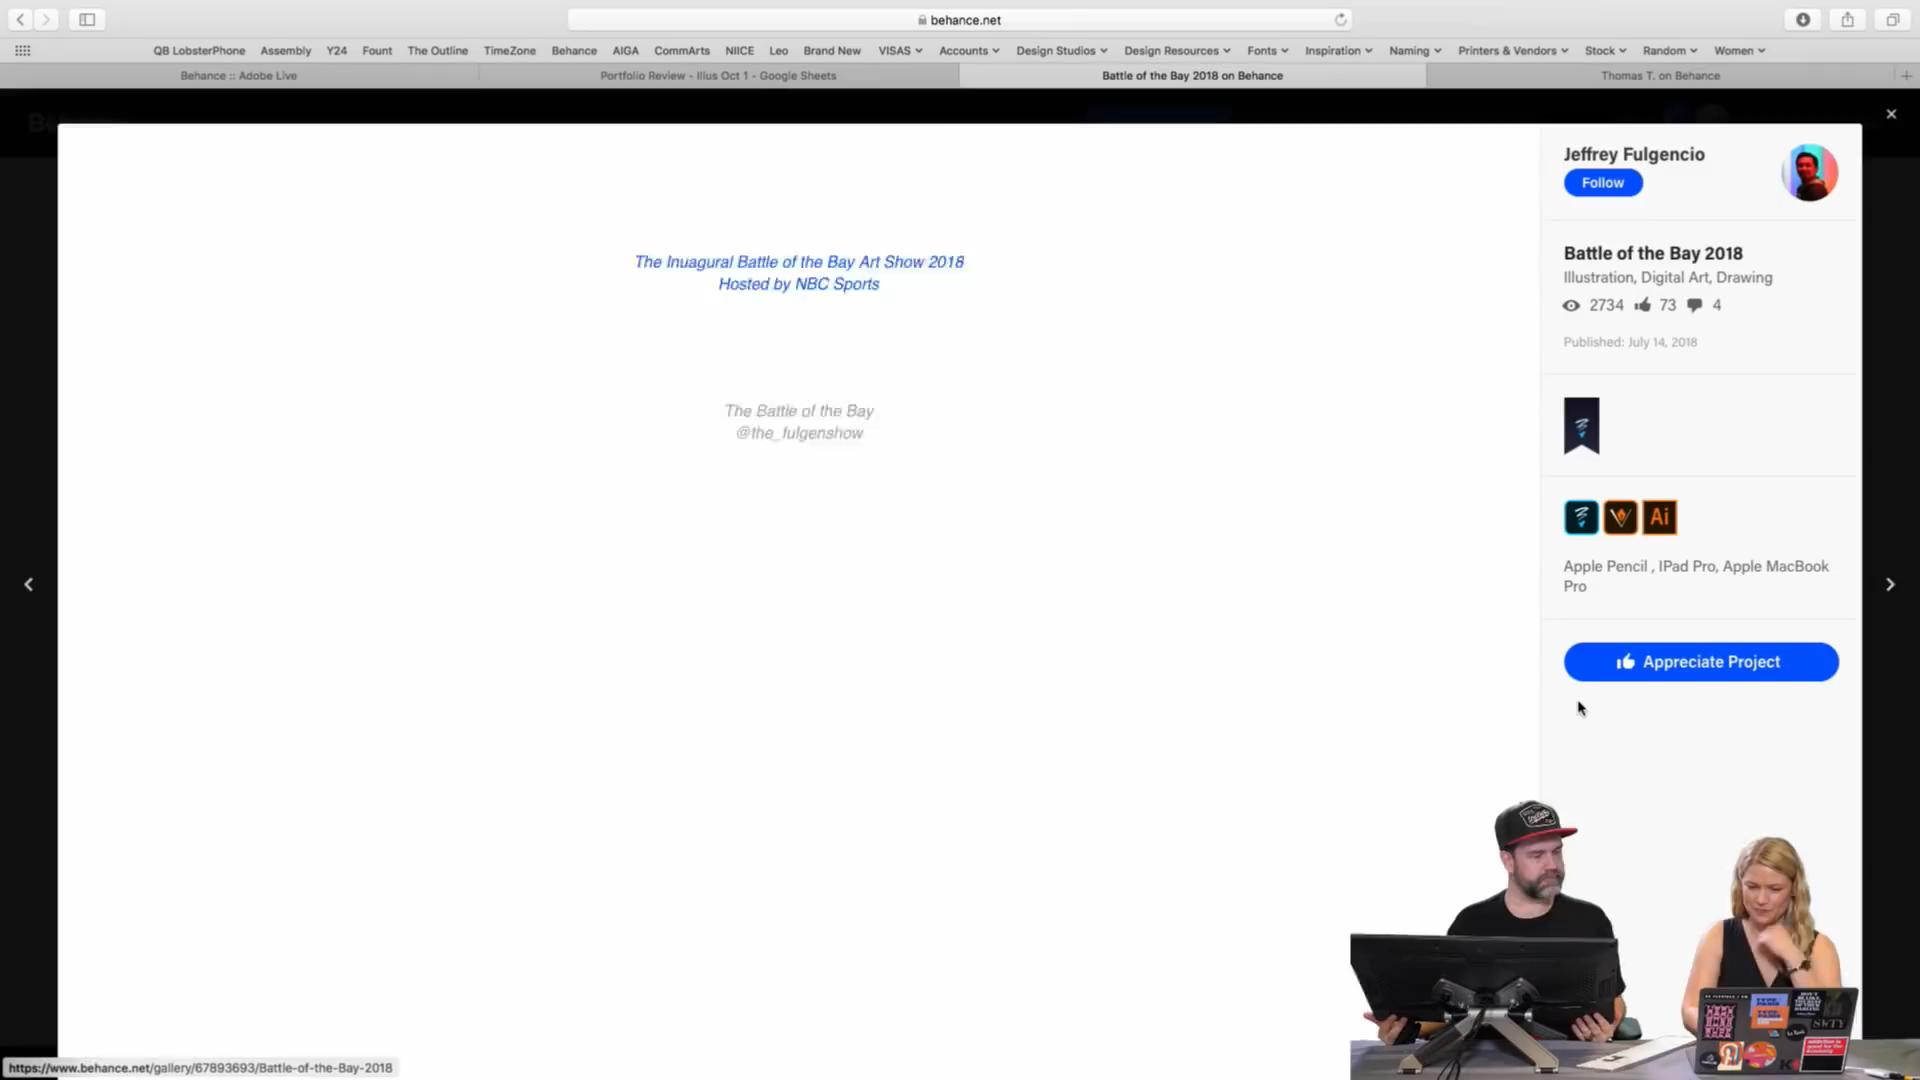 behance.net
QB LobsterPhone Assembly Y24 Fount The Outline TimeZone Behance AIGA CommArts NIICE Leo Brand New VISAS Accounts Design Studios Design Resources Fonts Inspiration Naming Printers & Vendors Stock Random Women
Behance :: Adobe Live Portfolio Review - Illus Oct 1 - Google Sheets Battle of the Bay 2018 on Behance Thomas T. on Behance
The Inuagural Battle of the Bay Art Show 2018
Hosted by NBC Sports
The Battle of the Bay
@the_fulgenshow
Jeffrey Fulgencio
Follow
Battle of the Bay 2018
Illustration, Digital Art, Drawing
2734 73 4
Published: July 14, 2018
Ai
Apple Pencil , IPad Pro, Apple MacBook
Pro
Appreciate Project
https://www.behance.net/gallery/67893693/Battle-of-the-Bay-2018